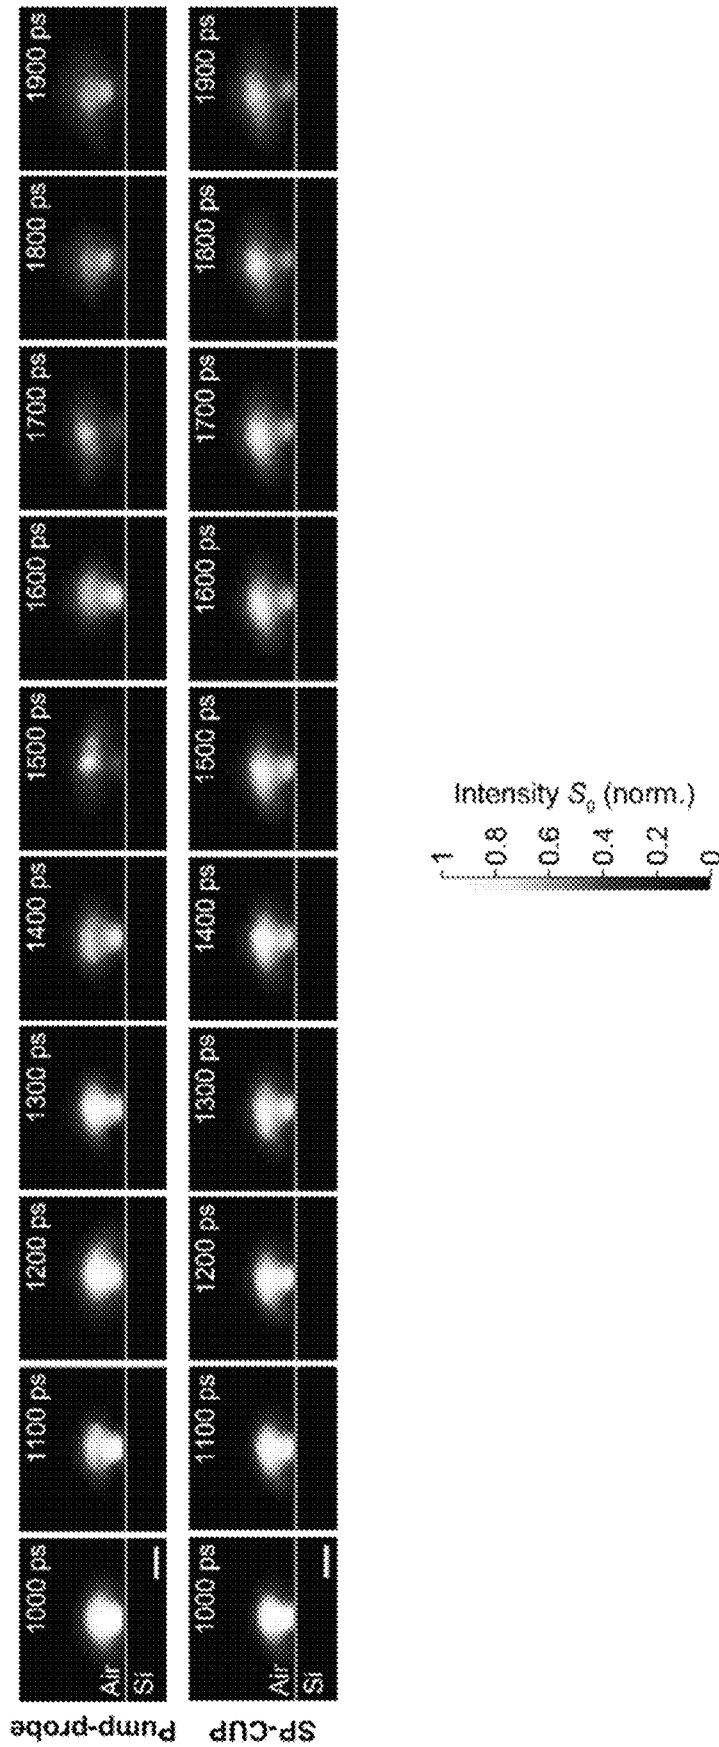 Pump-probe
1000 ps
1100 ps
1200 ps
1300 ps
1400 ps
1500 ps
1600 ps
1700 ps
1800 ps
1900 ps
Air
Si
SP-CUP
1000 ps
1100 ps
1200 ps
1300 ps
1400 ps
1500 ps
1600 ps
1700 ps
1800 ps
1900 ps
Air
Si
Intensity S₀ (norm.)
1
0.8
0.6
0.4
0.2
0